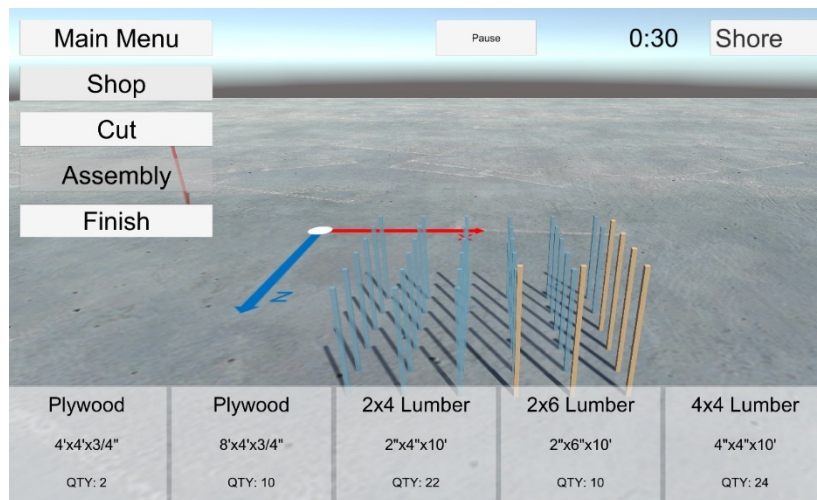 Main Menu
Pause
0:30
Shore
Shop
Cut
Assembly
Finish
X
Z
Plywood
4'x4'x3/4"
QTY: 2
Plywood
8'x4'x3/4"
QTY: 10
2x4 Lumber
2"x4"x10'
QTY: 22
2x6 Lumber
2"x6"x10'
QTY: 10
4x4 Lumber
4"x4"x10'
QTY: 24